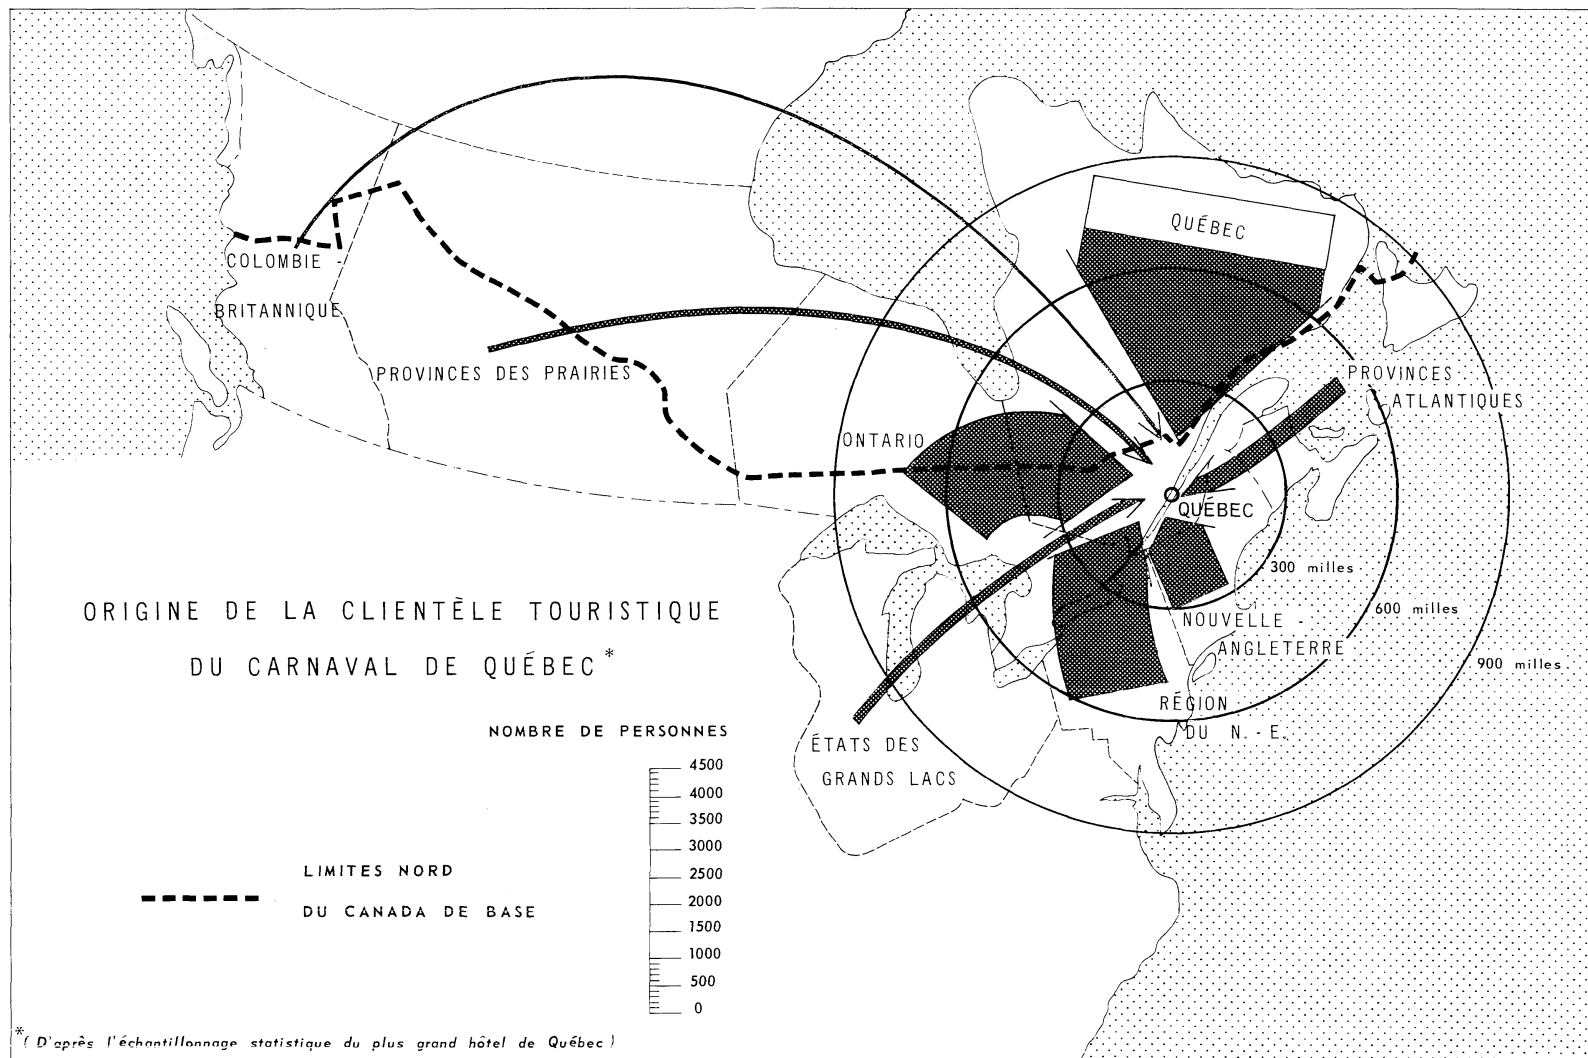 QUÉBEC
COLOMBIE -
BRITANNIQUE
PROVINCES DES PRAIRIES
PROVINCES
ATLANTIQUES
ONTARIO
QUÉBEC
300 milles
600 milles
NOUVELLE -
ANGLETERRE
900 milles
RÉGION
DU N.-E.
ÉTATS DES
GRANDS LACS
ORIGINE DE LA CLIENTÈLE TOURISTIQUE
DU CARNAVAL DE QUÉBEC*
NOMBRE DE PERSONNES
4500
4000
3500
3000
2500
2000
1500
1000
500
0
LIMITES NORD
DU CANADA DE BASE
*(D'après l'échantillonnage statistique du plus grand hôtel de Québec)